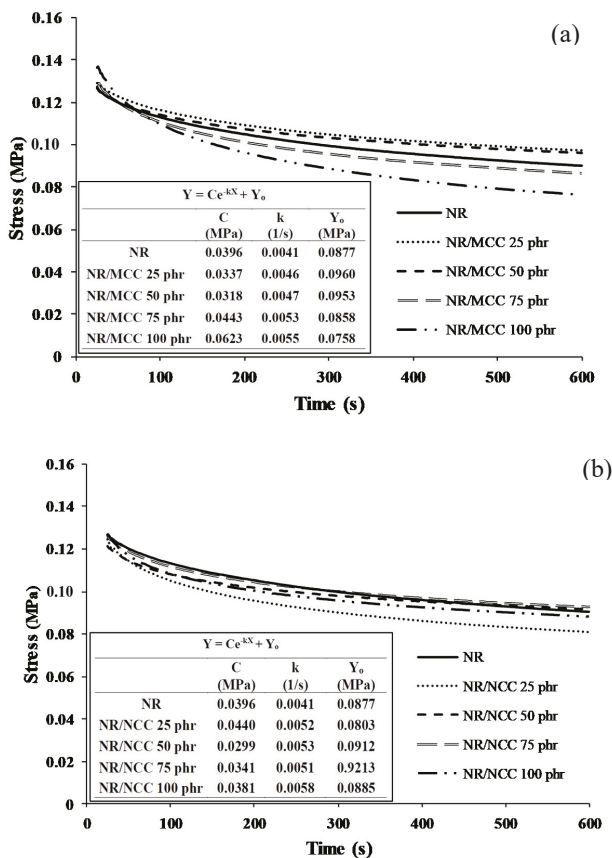 (a)
0.16
0.14
0.12
0.10
0.08
0.06
0.04
0.02
0
Stress (MPa)
Y = Ce-kX + Yo
C k Yo
(MPa) (1/s) (MPa)
NR 0.0396 0.0041 0.0877
NR/MCC 25 phr 0.0337 0.0046 0.0960
NR/MCC 50 phr 0.0318 0.0047 0.0953
NR/MCC 75 phr 0.0443 0.0053 0.0858
NR/MCC 100 phr 0.0623 0.0055 0.0758
NR
NR/MCC 25 phr
NR/MCC 50 phr
NR/MCC 75 phr
NR/MCC 100 phr
0 100 200 300 400 500 600
Time (s)
(b)
0.16
0.14
0.12
0.10
0.08
0.06
0.04
0.02
0
Stress (MPa)
Y = Ce-kX + Yo
C k Yo
(MPa) (1/s) (MPa)
NR 0.0396 0.0041 0.0877
NR/NCC 25 phr 0.0440 0.0052 0.0803
NR/NCC 50 phr 0.0299 0.0053 0.0912
NR/NCC 75 phr 0.0341 0.0051 0.9213
NR/NCC 100 phr 0.0381 0.0058 0.0885
NR
NR/NCC 25 phr
NR/NCC 50 phr
NR/NCC 75 phr
NR/NCC 100 phr
0 100 200 300 400 500 600
Time (s)